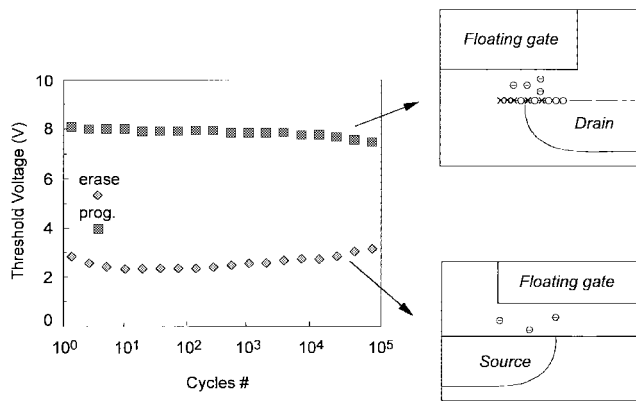 Floating gate
Drain
Threshold Voltage (V)
10
8
6
4
2
0
erase
prog.
10⁰
10¹
10²
10³
10⁴
10⁵
Cycles #
Floating gate
Source